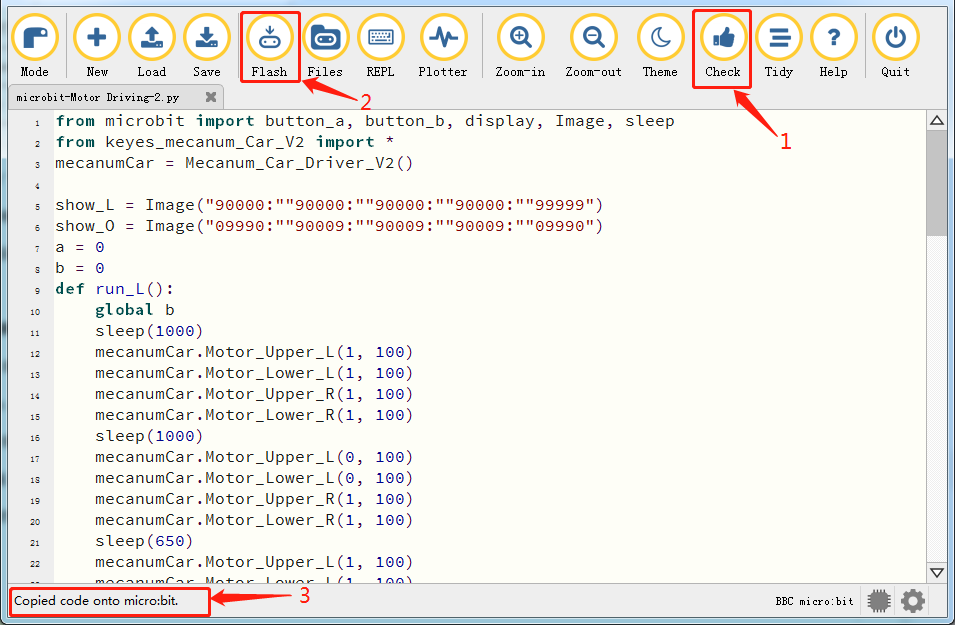 Mode New Load Save Flash Files REPL Plotter Zoom-in Zoom-out Theme Check Tidy Help Quit
2
1
microbit-Motor Driving-2.py
1 from microbit import button_a, button_b, display, Image, sleep
2 from keyes_mecanum_Car_V2 import *
3 mecanumCar = Mecanum_Car_Driver_V2()
4
5 show_L = Image("90000:""90000:""90000:""90000:""99999")
6 show_O = Image("09990:""90009:""90009:""90009:""09990")
7 a = 0
8 b = 0
9 def run_L():
10 global b
11 sleep(1000)
12 mecanumCar.Motor_Upper_L(1, 100)
13 mecanumCar.Motor_Lower_L(1, 100)
14 mecanumCar.Motor_Upper_R(1, 100)
15 mecanumCar.Motor_Lower_R(1, 100)
16 sleep(1000)
17 mecanumCar.Motor_Upper_L(0, 100)
18 mecanumCar.Motor_Lower_L(0, 100)
19 mecanumCar.Motor_Upper_R(1, 100)
20 mecanumCar.Motor_Lower_R(1, 100)
21 sleep(650)
22 mecanumCar.Motor_Upper_L(1, 100)
mecanumCar.Motor_Lower_L(1, 100)
Copied code onto micro:bit.
3
BBC micro:bit